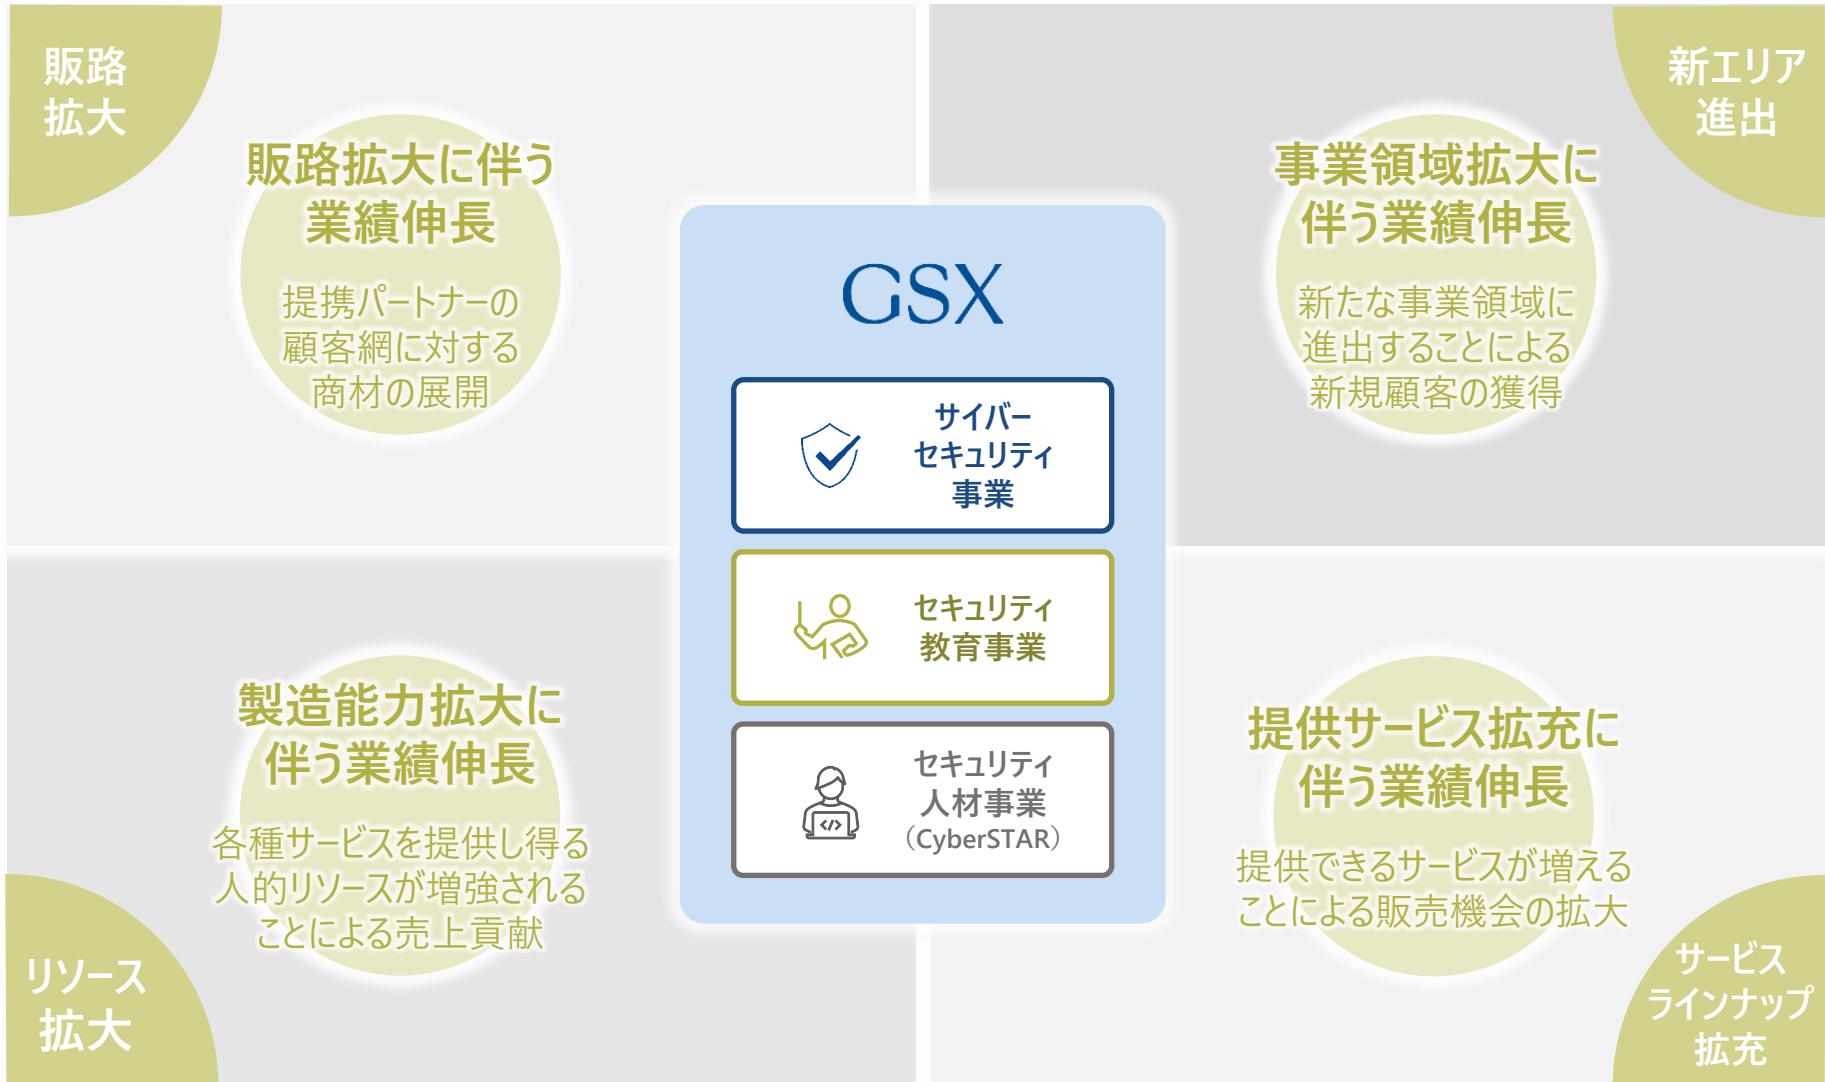 販路
拡大
販路拡大に伴う
業績伸長
提携パートナーの
顧客網に対する
商材の展開
新エリア
進出
事業領域拡大に
伴う業績伸長
新たな事業領域に
進出することによる
新規顧客の獲得
GSX
サイバー
セキュリティ
事業
セキュリティ
教育事業
</>
セキュリティ
人材事業
（CyberSTAR）
製造能力拡大に
伴う業績伸長
各種サービスを提供し得る
人的リソースが増強される
ことによる売上貢献
リソース
拡大
提供サービス拡充に
伴う業績伸長
提供できるサービスが増える
ことによる販売機会の拡大
サービス
ラインナップ
拡充